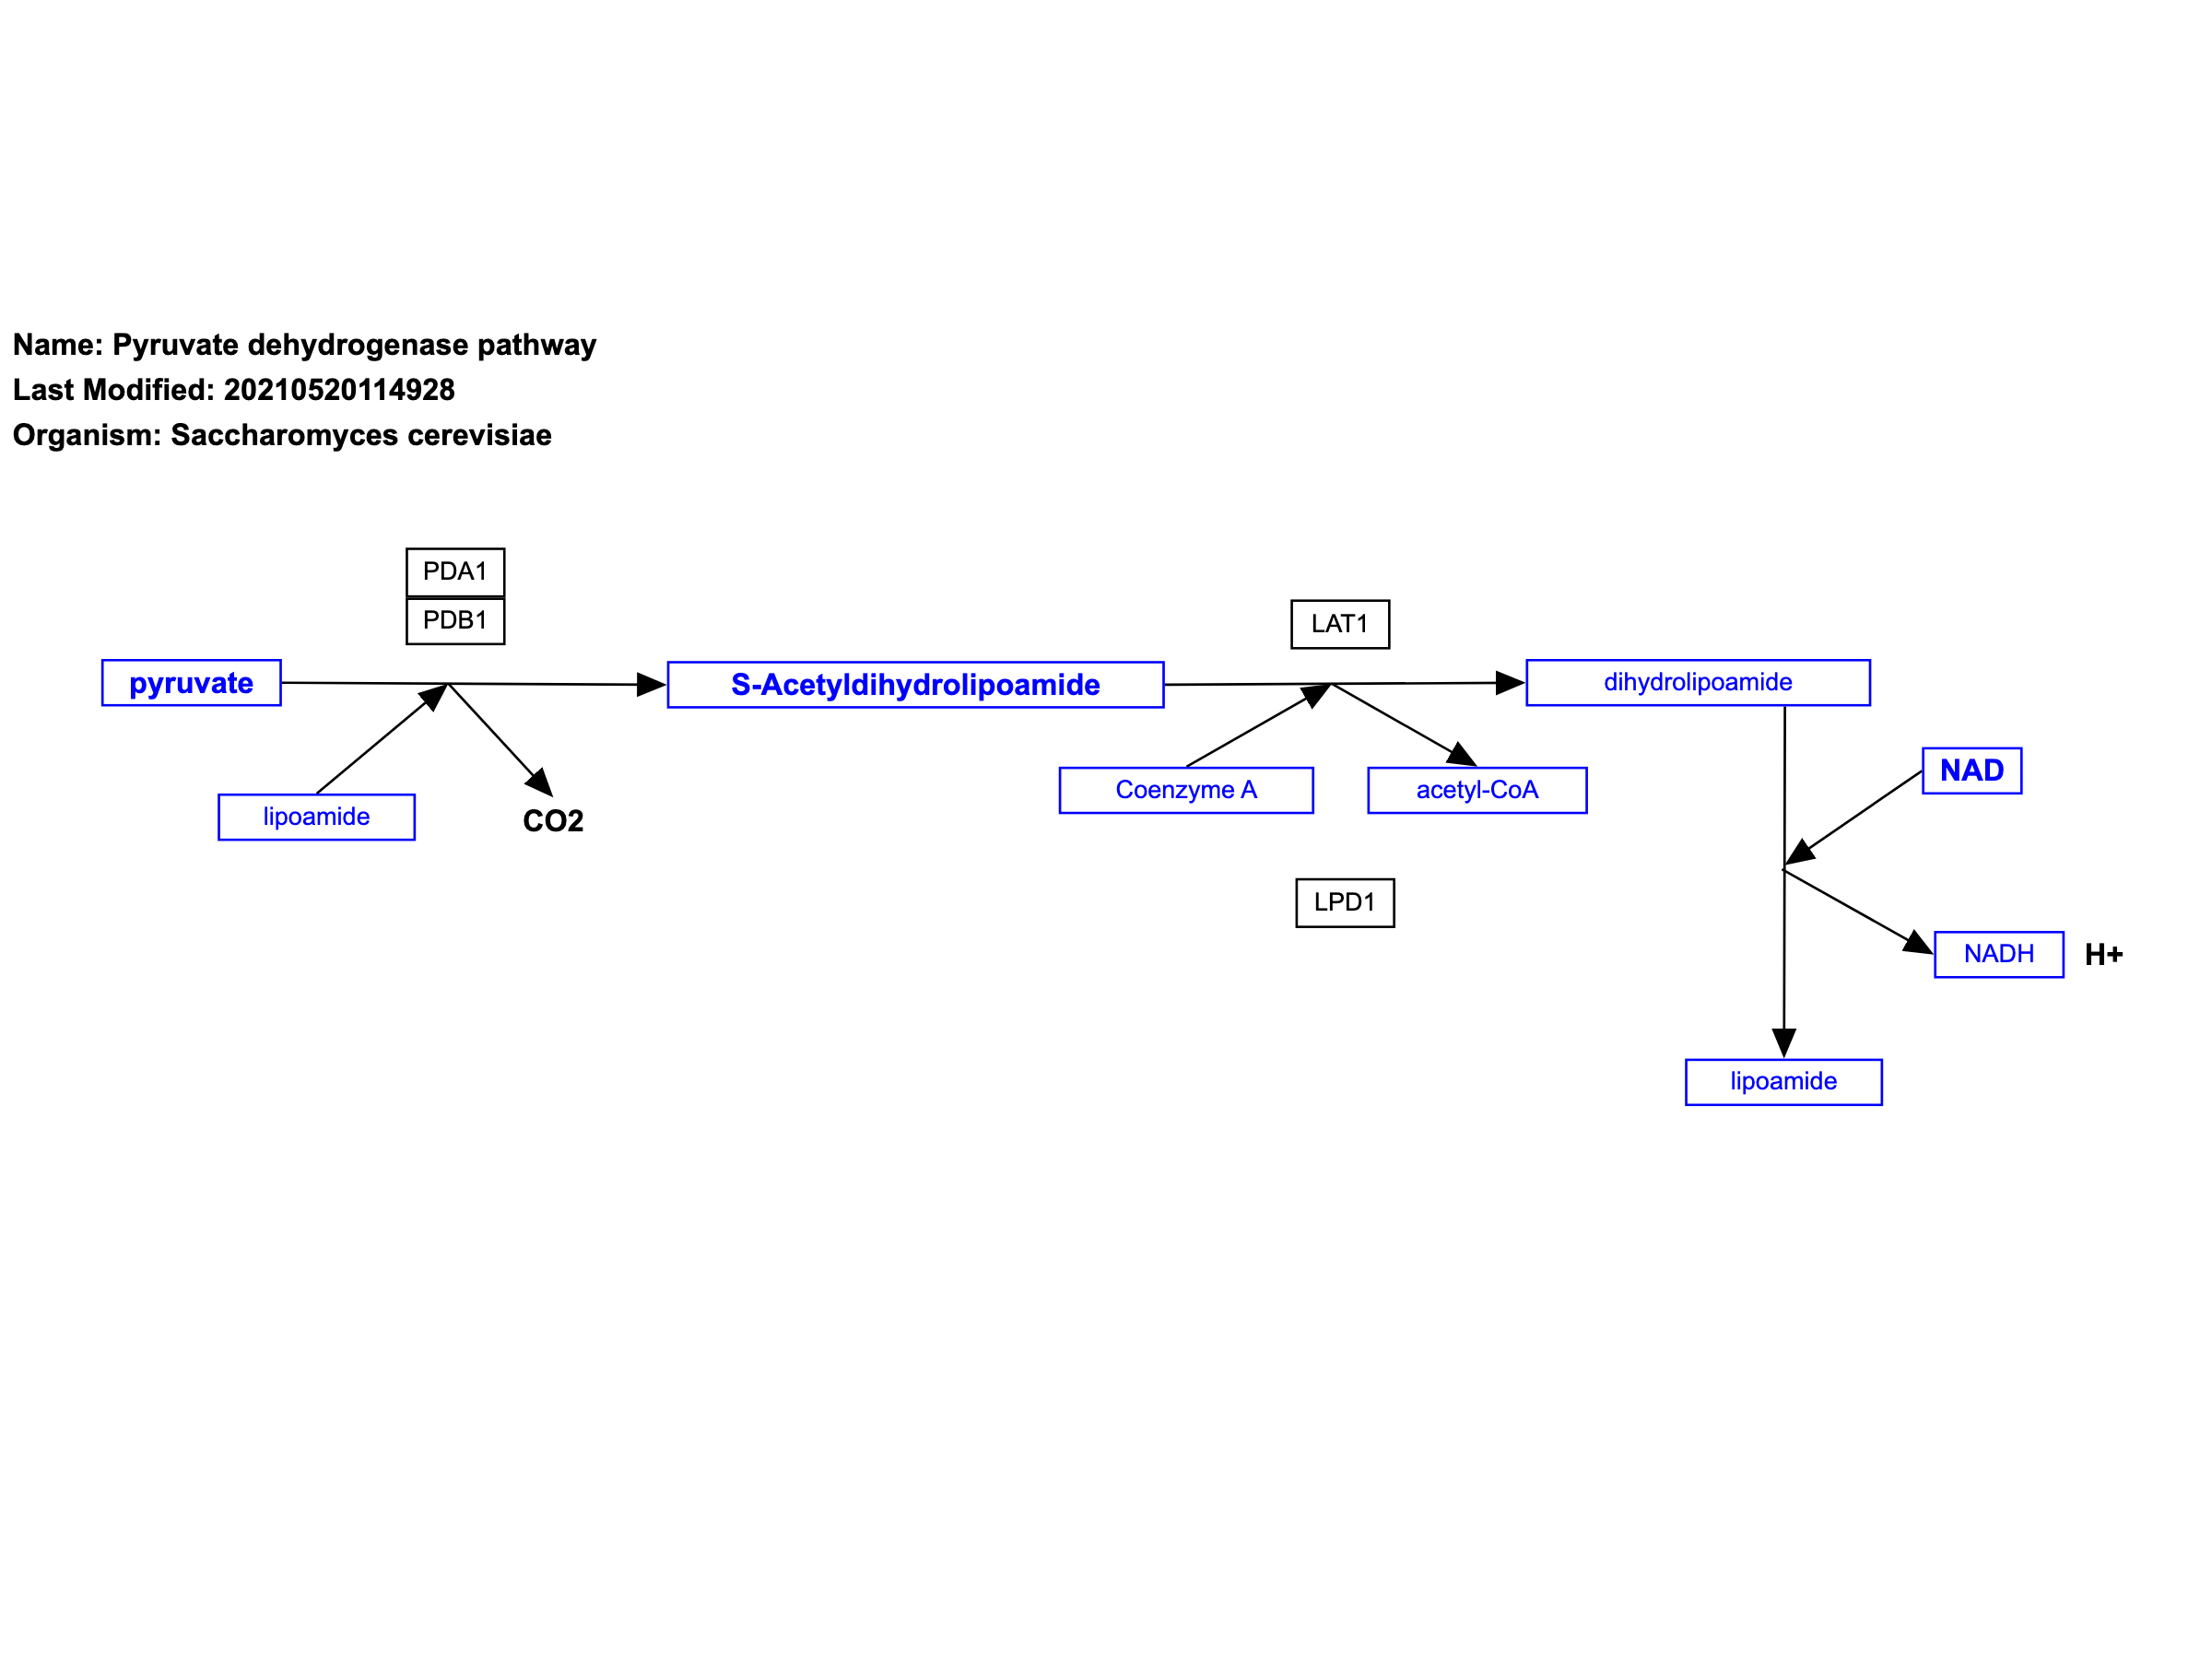 Name: Pyruvate dehydrogenase pathway
Last Modified: 20210520114928
Organism: Saccharomyces cerevisiae
PDA1
PDB1
LAT1
pyruvate
S-Acetyldihydrolipoamide
dihydrolipoamide
NAD
lipoamide
CO2
Coenzyme A
acetyl-CoA
LPD1
NADH
H+
lipoamide